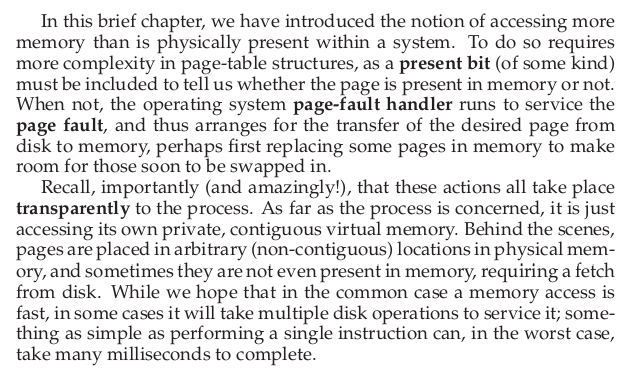 In this brief chapter, we have introduced the notion of accessing more
memory than is physically present within a system. To do so requires
more complexity in page-table structures, as a present bit (of some kind)
must be included to tell us whether the page is present in memory or not.
When not, the operating system page-fault handler runs to service the
page fault, and thus arranges for the transfer of the desired page from
disk to memory, perhaps first replacing some pages in memory to make
room for those soon to be swapped in.
Recall, importantly (and amazingly!), that these actions all take place
transparently to the process. As far as the process is concerned, it is just
accessing its own private, contiguous virtual memory. Behind the scenes,
pages are placed in arbitrary (non-contiguous) locations in physical mem-
ory, and sometimes they are not even present in memory, requiring a fetch
from disk. While we hope that in the common case a memory access is
fast, in some cases it will take multiple disk operations to service it; some-
thing as simple as performing a single instruction can, in the worst case,
take many milliseconds to complete.